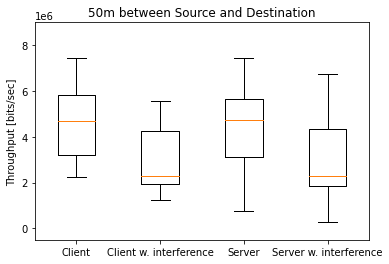 50m between Source and Destination
1e6
Throughput [bits/sec]
8
6
4
2
0
Client Client w. interference Server Server w. interference